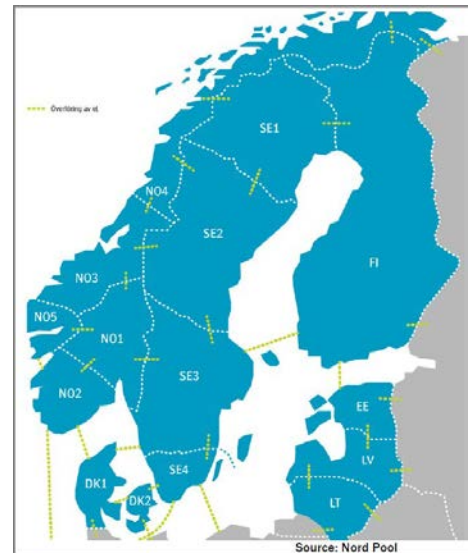 Överföring av el
SE1
NO4
SE2
FI
NO3
NO5
NO1
SE3
NO2
EE
LV
SE4
DK1
DK2
LT
Source: Nord Pool